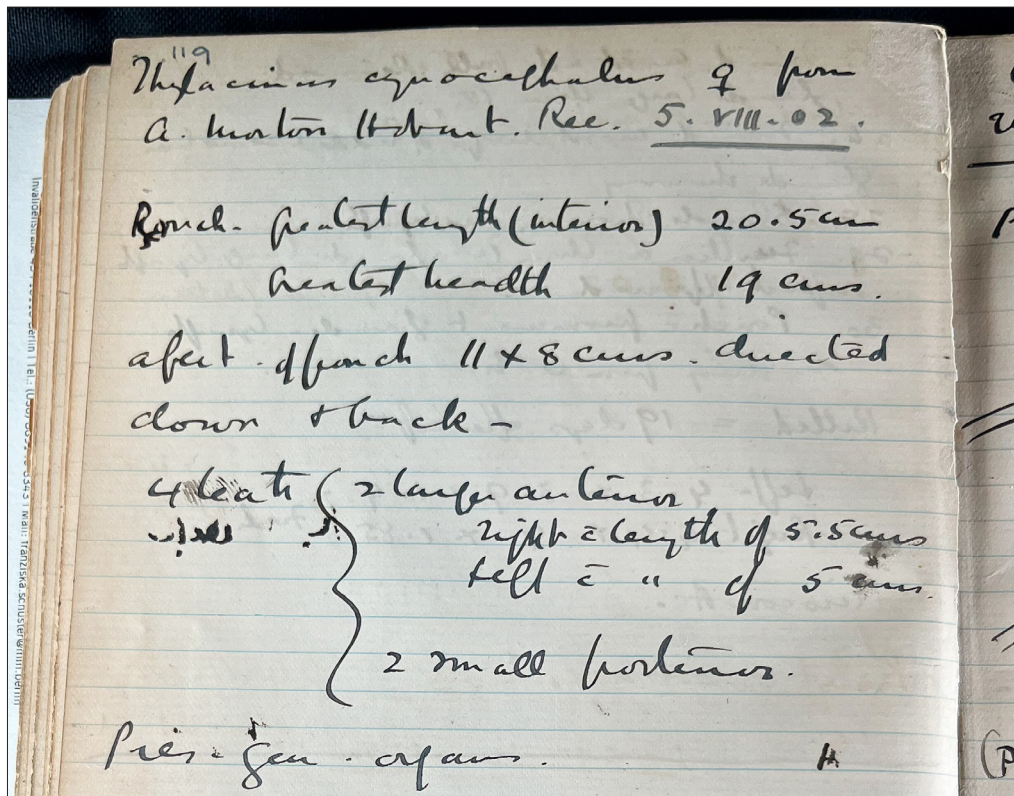 119
Thylacinus cynocephalus ♀ from
A. Morton Hobart. Rec. 5. VIII. 02.
Pouch. Greatest length (interior) 20.5 cm
Greatest breadth 19 cms.
apert. of pouch 11 x 8 cms. directed
down & back –
4 teats { 2 larger anterior
right c̄ length of 5.5 cms
left c̄ " of 5 cms.
2 small posterior.
Pres. gen. organs.